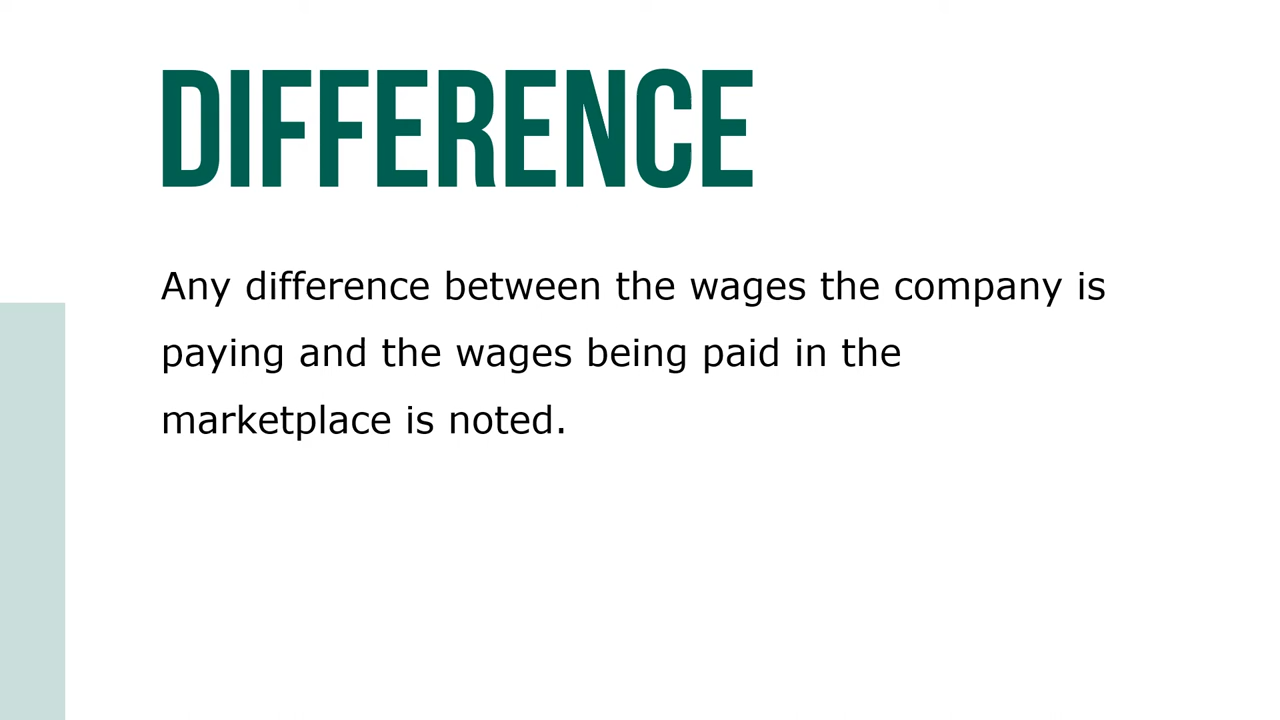 DIFFERENCE
Any difference between the wages the company is
paying and the wages being paid in the
marketplace is noted.